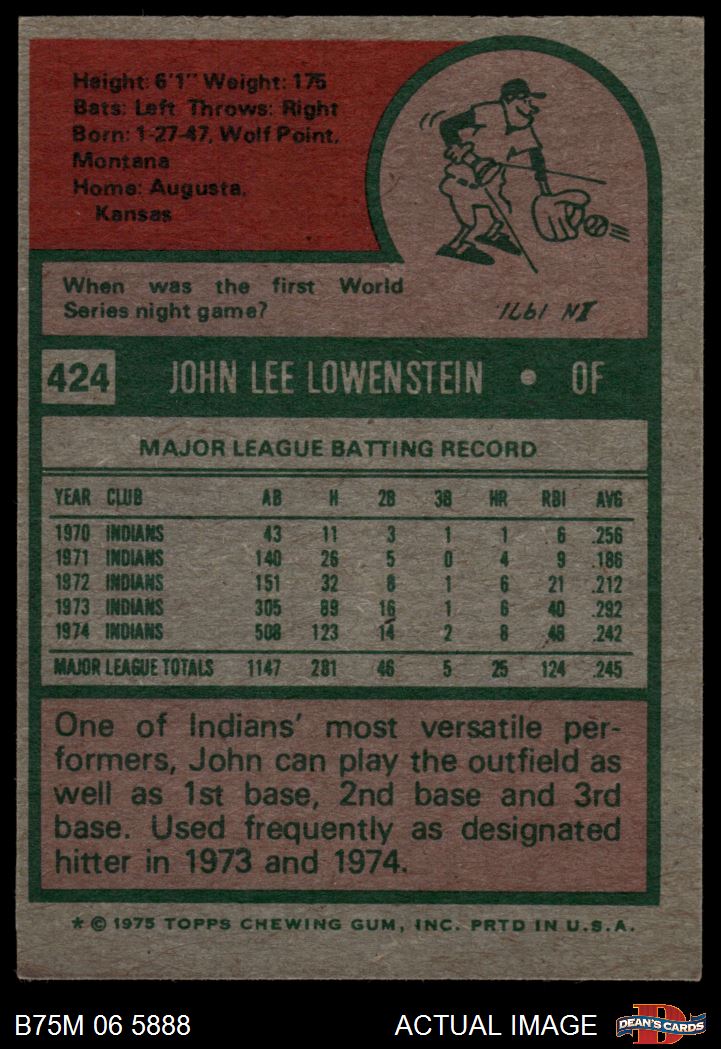 Height: 6'1" Weight: 175
Bats: Left Throws: Right
Born: 1-27-47, Wolf Point,
Montana
Home: Augusta,
Kansas
When was the first World
Series night game?
IN 1971.
424 JOHN LEE LOWENSTEIN • OF
MAJOR LEAGUE BATTING RECORD
YEAR CLUB AB H 2B 3B HR RBI AVG
1970 INDIANS 43 11 3 1 1 6 .256
1971 INDIANS 140 26 5 0 4 9 .186
1972 INDIANS 151 32 8 1 6 21 .212
1973 INDIANS 305 89 16 1 6 40 .292
1974 INDIANS 508 123 14 2 8 48 .242
MAJOR LEAGUE TOTALS 1147 281 46 5 25 124 .245
One of Indians' most versatile per-
formers, John can play the outfield as
well as 1st base, 2nd base and 3rd
base. Used frequently as designated
hitter in 1973 and 1974.
* © 1975 TOPPS CHEWING GUM, INC. PRTD IN U.S.A.
B75M 06 5888 ACTUAL IMAGE D DEAN'S CARDS